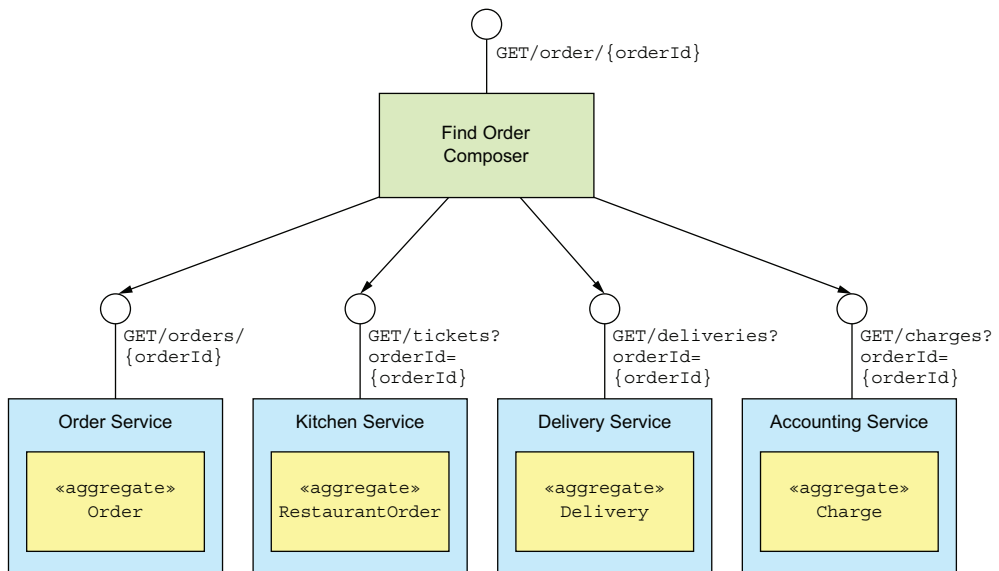 GET/order/{orderId}
Find Order
Composer
GET/orders/
{orderId}
GET/tickets?
orderId=
{orderId}
GET/deliveries?
orderId=
{orderId}
GET/charges?
orderId=
{orderId}
Order Service
«aggregate»
Order
Kitchen Service
«aggregate»
RestaurantOrder
Delivery Service
«aggregate»
Delivery
Accounting Service
«aggregate»
Charge